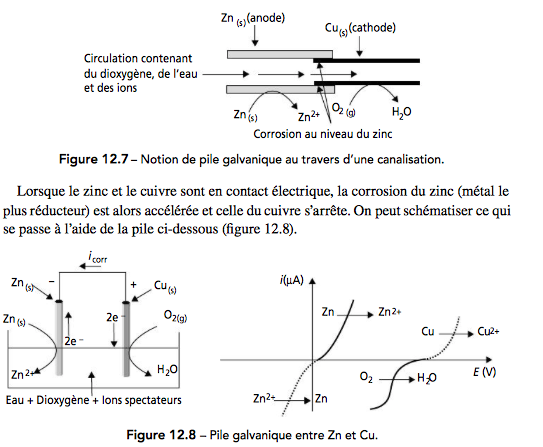 Zn (s)(anode)
Cu(s)(cathode)
Circulation contenant
du dioxygène, de l'eau
et des ions
Zn(s)
Zn2+
O2 (g)
H2O
Corrosion au niveau du zinc
Figure 12.7 – Notion de pile galvanique au travers d'une canalisation.
Lorsque le zinc et le cuivre sont en contact électrique, la corrosion du zinc (métal le
plus réducteur) est alors accélérée et celle du cuivre s'arrête. On peut schématiser ce qui
se passe à l'aide de la pile ci-dessous (figure 12.8).
icorr
Zn(s)
–
+
Cu(s)
Zn(s)
2e –
2e –
O2(g)
Zn2+
H2O
Eau + Dioxygène + Ions spectateurs
i(µA)
Zn
Zn2+
Cu
Cu2+
O2
H2O
E (V)
Zn2+
Zn
Figure 12.8 – Pile galvanique entre Zn et Cu.